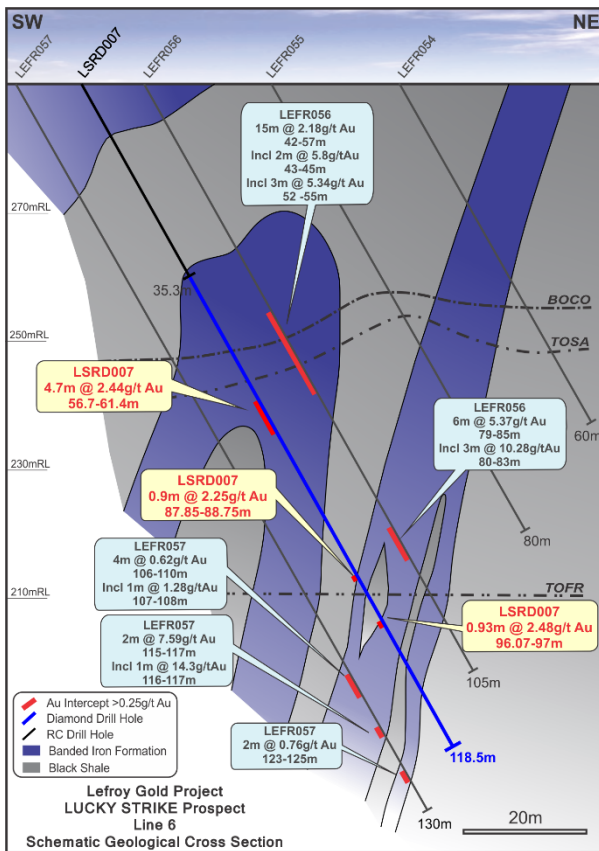 SW
NE
LEFR057
LSRD007
LEFR056
LEFR055
LEFR054
LEFR056
15m @ 2.18g/t Au
42-57m
Incl 2m @ 5.8g/tAu
43-45m
Incl 3m @ 5.34g/t Au
52 -55m
270mRL
35.3m
BOCO
250mRL
TOSA
LSRD007
4.7m @ 2.44g/t Au
56.7-61.4m
LEFR056
6m @ 5.37g/t Au
79-85m
Incl 3m @ 10.28g/tAu
80-83m
60m
230mRL
LSRD007
0.9m @ 2.25g/t Au
87.85-88.75m
80m
LEFR057
4m @ 0.62g/t Au
106-110m
Incl 1m @ 1.28g/tAu
107-108m
210mRL
TOFR
LSRD007
0.93m @ 2.48g/t Au
96.07-97m
LEFR057
2m @ 7.59g/t Au
115-117m
Incl 1m @ 14.3g/tAu
116-117m
105m
LEFR057
2m @ 0.76g/t Au
123-125m
118.5m
130m
Au Intercept >0.25g/t Au
Diamond Drill Hole
RC Drill Hole
Banded Iron Formation
Black Shale
Lefroy Gold Project
LUCKY STRIKE Prospect
Line 6
Schematic Geological Cross Section
20m